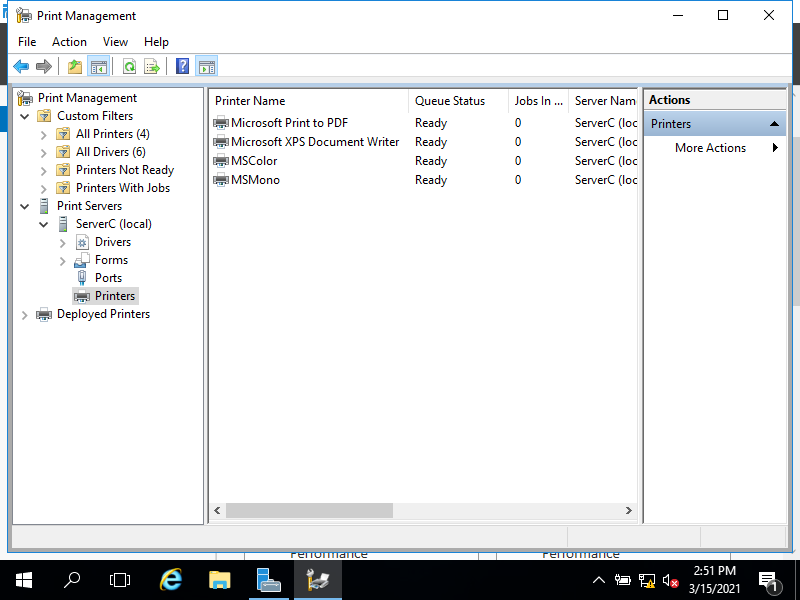 Print Management
File Action View Help
Print Management
Custom Filters
All Printers (4)
All Drivers (6)
Printers Not Ready
Printers With Jobs
Print Servers
ServerC (local)
Drivers
Forms
Ports
Printers
Deployed Printers
Printer Name Queue Status Jobs In ... Server Nam
Microsoft Print to PDF Ready 0 ServerC (loc
Microsoft XPS Document Writer Ready 0 ServerC (loc
MSColor Ready 0 ServerC (loc
MSMono Ready 0 ServerC (loc
Actions
Printers
More Actions
Performance Performance
2:51 PM
3/15/2021
1